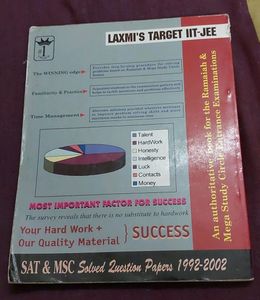 LAXMI'S TARGET IIT-JEE
The WINNING edge
Familiarity & Practice
Time Management
Talent
HardWork
Honesty
Intelligence
Luck
Contacts
Money
MOST IMPORTANT FACTOR FOR SUCCESS
The survey reveals that there is no substitute to hardwork
Your Hard Work +
Our Quality Material
SUCCESS
SAT & MSC Solved Question Papers 1992-2002
An authoritative book for the Ramaiah &
Mega Study Circle Entrance Examinations